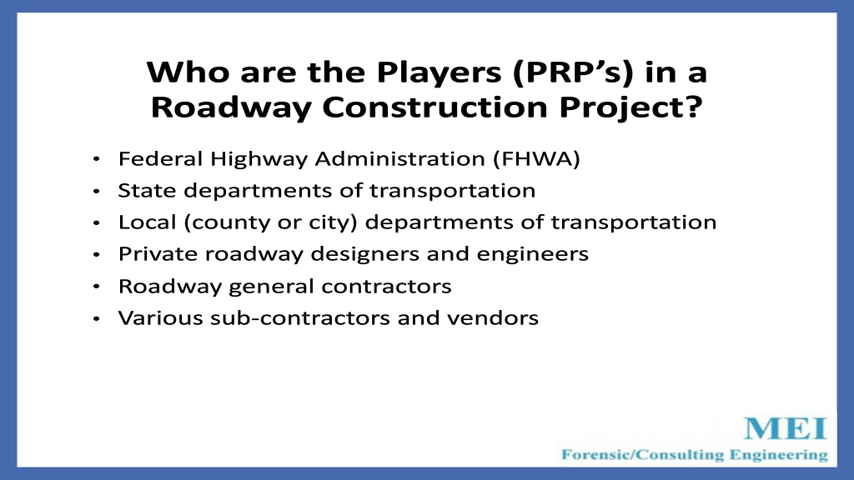 Who are the Players (PRP's) in a
Roadway Construction Project?
• Federal Highway Administration (FHWA)
• State departments of transportation
• Local (county or city) departments of transportation
• Private roadway designers and engineers
• Roadway general contractors
• Various sub-contractors and vendors
MEI
Forensic/Consulting Engineering